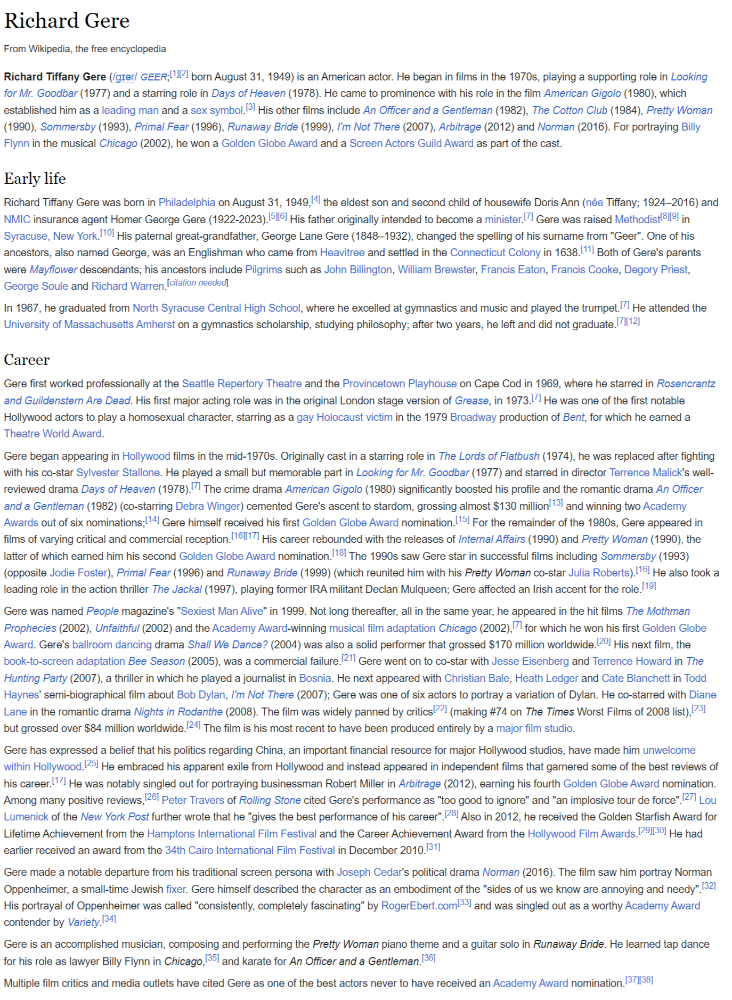 Richard Gere
From Wikipedia, the free encyclopedia
Richard Tiffany Gere (/ɡɪər/ GEER;[1][2] born August 31, 1949) is an American actor. He began in films in the 1970s, playing a supporting role in Looking
for Mr. Goodbar (1977) and a starring role in Days of Heaven (1978). He came to prominence with his role in the film American Gigolo (1980), which
established him as a leading man and a sex symbol.[3] His other films include An Officer and a Gentleman (1982), The Cotton Club (1984), Pretty Woman
(1990), Sommersby (1993), Primal Fear (1996), Runaway Bride (1999), I'm Not There (2007), Arbitrage (2012) and Norman (2016). For portraying Billy
Flynn in the musical Chicago (2002), he won a Golden Globe Award and a Screen Actors Guild Award as part of the cast.
Early life
Richard Tiffany Gere was born in Philadelphia on August 31, 1949,[4] the eldest son and second child of housewife Doris Ann (née Tiffany; 1924–2016) and
NMIC insurance agent Homer George Gere (1922-2023).[5][6] His father originally intended to become a minister.[7] Gere was raised Methodist[8][9] in
Syracuse, New York.[10] His paternal great-grandfather, George Lane Gere (1848–1932), changed the spelling of his surname from "Geer". One of his
ancestors, also named George, was an Englishman who came from Heavitree and settled in the Connecticut Colony in 1638.[11] Both of Gere's parents
were Mayflower descendants; his ancestors include Pilgrims such as John Billington, William Brewster, Francis Eaton, Francis Cooke, Degory Priest,
George Soule and Richard Warren.[citation needed]
In 1967, he graduated from North Syracuse Central High School, where he excelled at gymnastics and music and played the trumpet.[7] He attended the
University of Massachusetts Amherst on a gymnastics scholarship, studying philosophy; after two years, he left and did not graduate.[7][12]
Career
Gere first worked professionally at the Seattle Repertory Theatre and the Provincetown Playhouse on Cape Cod in 1969, where he starred in Rosencrantz
and Guildenstern Are Dead. His first major acting role was in the original London stage version of Grease, in 1973.[7] He was one of the first notable
Hollywood actors to play a homosexual character, starring as a gay Holocaust victim in the 1979 Broadway production of Bent, for which he earned a
Theatre World Award.
Gere began appearing in Hollywood films in the mid-1970s. Originally cast in a starring role in The Lords of Flatbush (1974), he was replaced after fighting
with his co-star Sylvester Stallone. He played a small but memorable part in Looking for Mr. Goodbar (1977) and starred in director Terrence Malick's well-
reviewed drama Days of Heaven (1978).[7] The crime drama American Gigolo (1980) significantly boosted his profile and the romantic drama An Officer
and a Gentleman (1982) (co-starring Debra Winger) cemented Gere's ascent to stardom, grossing almost $130 million[13] and winning two Academy
Awards out of six nominations;[14] Gere himself received his first Golden Globe Award nomination.[15] For the remainder of the 1980s, Gere appeared in
films of varying critical and commercial reception.[16][17] His career rebounded with the releases of Internal Affairs (1990) and Pretty Woman (1990), the
latter of which earned him his second Golden Globe Award nomination.[18] The 1990s saw Gere star in successful films including Sommersby (1993)
(opposite Jodie Foster), Primal Fear (1996) and Runaway Bride (1999) (which reunited him with his Pretty Woman co-star Julia Roberts).[16] He also took a
leading role in the action thriller The Jackal (1997), playing former IRA militant Declan Mulqueen; Gere affected an Irish accent for the role.[19]
Gere was named People magazine's "Sexiest Man Alive" in 1999. Not long thereafter, all in the same year, he appeared in the hit films The Mothman
Prophecies (2002), Unfaithful (2002) and the Academy Award-winning musical film adaptation Chicago (2002),[7] for which he won his first Golden Globe
Award. Gere's ballroom dancing drama Shall We Dance? (2004) was also a solid performer that grossed $170 million worldwide.[20] His next film, the
book-to-screen adaptation Bee Season (2005), was a commercial failure.[21] Gere went on to co-star with Jesse Eisenberg and Terrence Howard in The
Hunting Party (2007), a thriller in which he played a journalist in Bosnia. He next appeared with Christian Bale, Heath Ledger and Cate Blanchett in Todd
Haynes' semi-biographical film about Bob Dylan, I'm Not There (2007); Gere was one of six actors to portray a variation of Dylan. He co-starred with Diane
Lane in the romantic drama Nights in Rodanthe (2008). The film was widely panned by critics[22] (making #74 on The Times Worst Films of 2008 list),[23]
but grossed over $84 million worldwide.[24] The film is his most recent to have been produced entirely by a major film studio.
Gere has expressed a belief that his politics regarding China, an important financial resource for major Hollywood studios, have made him unwelcome
within Hollywood.[25] He embraced his apparent exile from Hollywood and instead appeared in independent films that garnered some of the best reviews of
his career.[17] He was notably singled out for portraying businessman Robert Miller in Arbitrage (2012), earning his fourth Golden Globe Award nomination.
Among many positive reviews,[26] Peter Travers of Rolling Stone cited Gere's performance as "too good to ignore" and "an implosive tour de force".[27] Lou
Lumenick of the New York Post further wrote that he "gives the best performance of his career".[28] Also in 2012, he received the Golden Starfish Award for
Lifetime Achievement from the Hamptons International Film Festival and the Career Achievement Award from the Hollywood Film Awards.[29][30] He had
earlier received an award from the 34th Cairo International Film Festival in December 2010.[31]
Gere made a notable departure from his traditional screen persona with Joseph Cedar's political drama Norman (2016). The film saw him portray Norman
Oppenheimer, a small-time Jewish fixer. Gere himself described the character as an embodiment of the "sides of us we know are annoying and needy".[32]
His portrayal of Oppenheimer was called "consistently, completely fascinating" by RogerEbert.com[33] and was singled out as a worthy Academy Award
contender by Variety.[34]
Gere is an accomplished musician, composing and performing the Pretty Woman piano theme and a guitar solo in Runaway Bride. He learned tap dance
for his role as lawyer Billy Flynn in Chicago,[35] and karate for An Officer and a Gentleman.[36]
Multiple film critics and media outlets have cited Gere as one of the best actors never to have received an Academy Award nomination.[37][38]